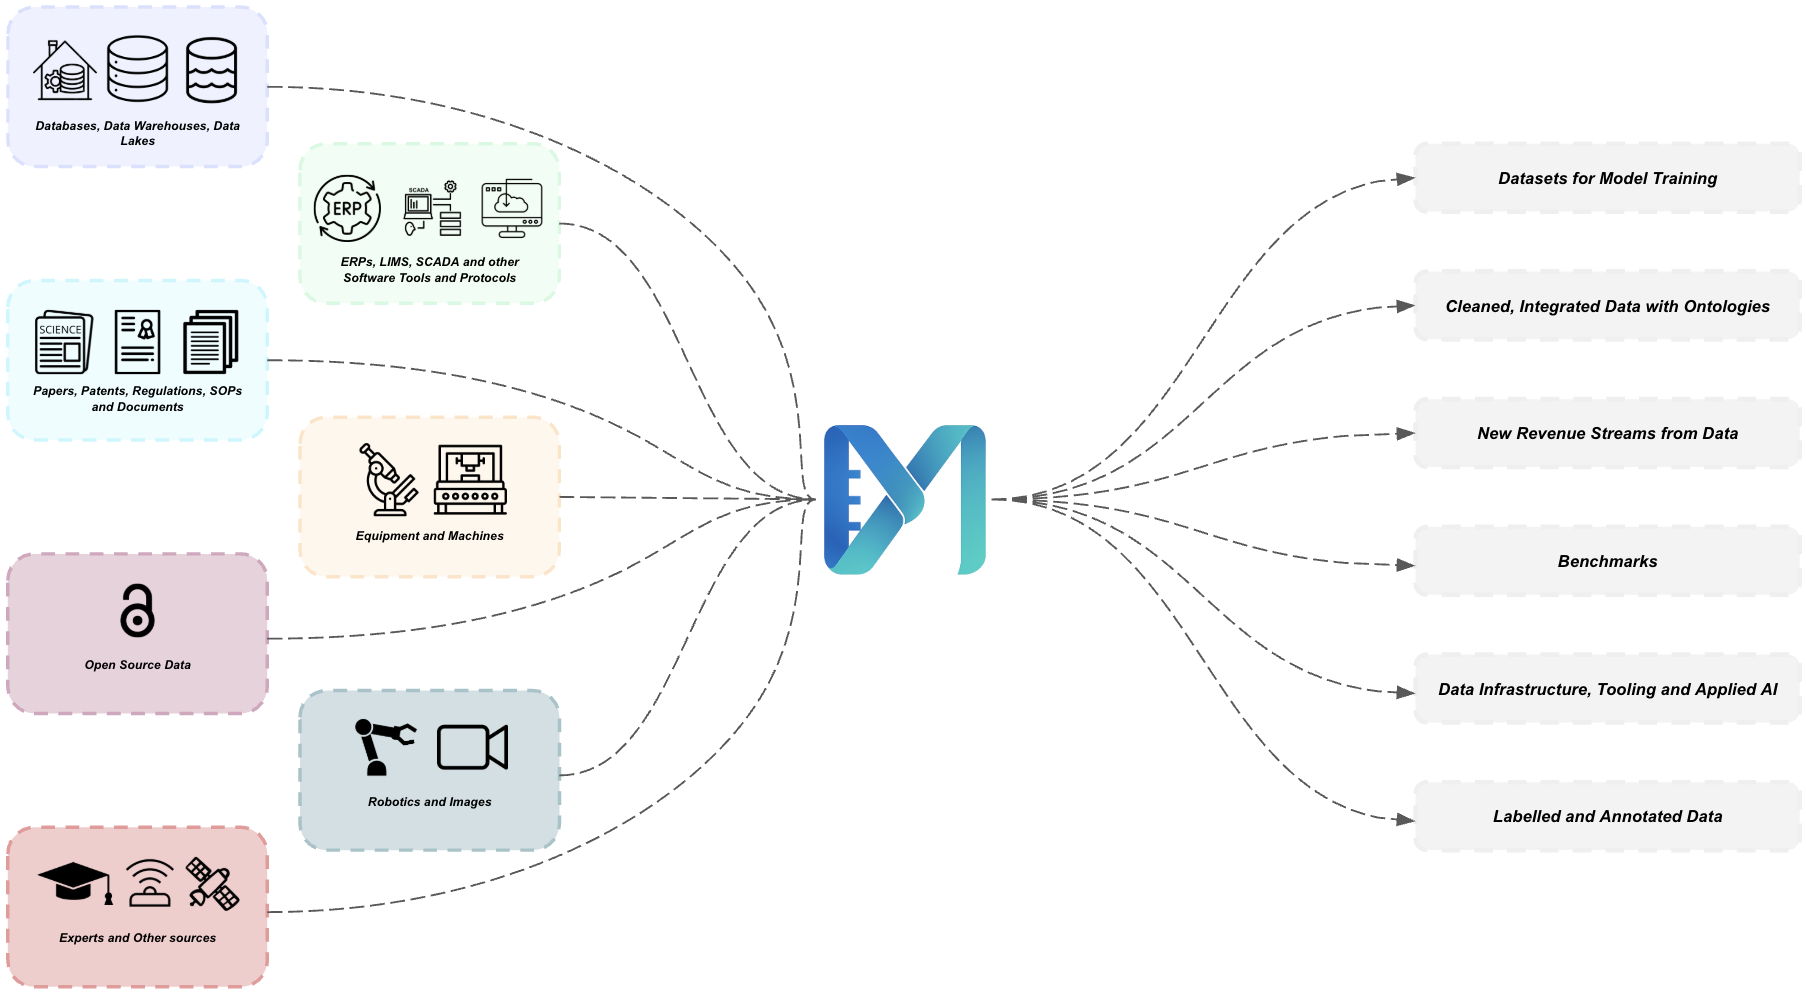 Databases, Data Warehouses, Data
Lakes
ERP
SCADA
ERPs, LIMS, SCADA and other
Software Tools and Protocols
SCIENCE
Papers, Patents, Regulations, SOPs
and Documents
Equipment and Machines
Open Source Data
Robotics and Images
Experts and Other sources
Datasets for Model Training
Cleaned, Integrated Data with Ontologies
New Revenue Streams from Data
Benchmarks
Data Infrastructure, Tooling and Applied AI
Labelled and Annotated Data